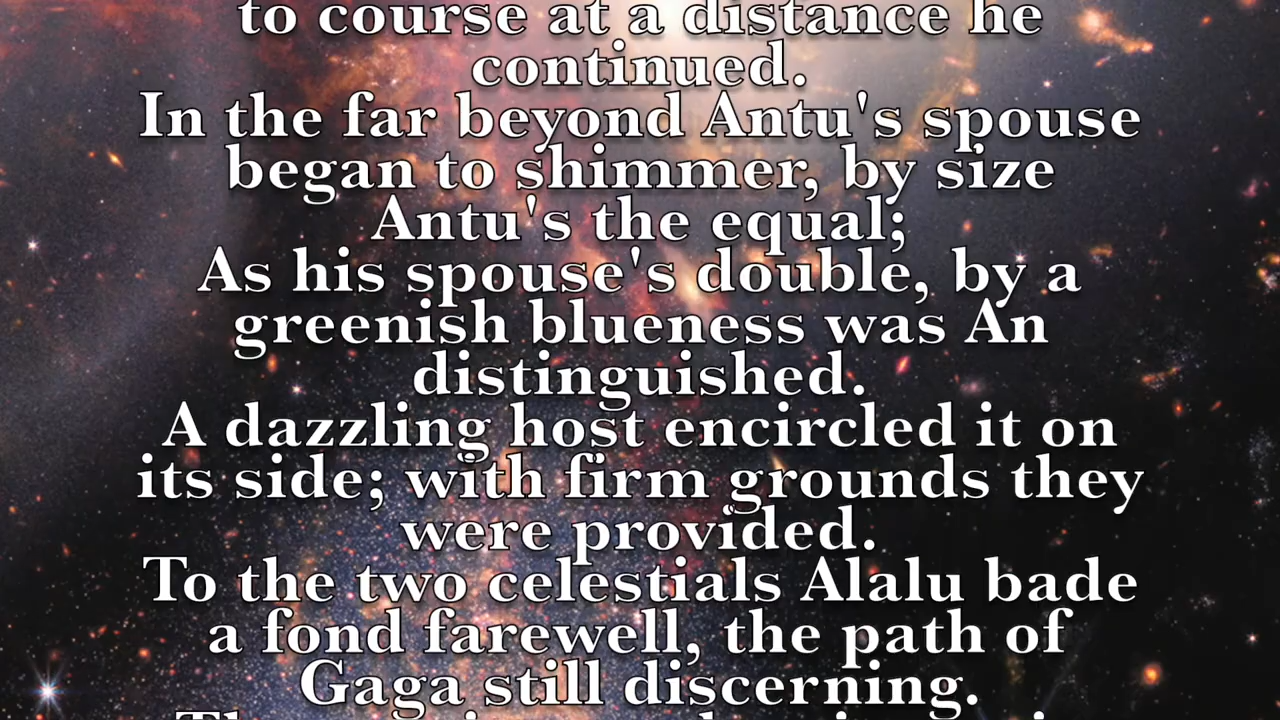 to course at a distance he
continued.
In the far beyond Antu's spouse
began to shimmer, by size
Antu's the equal;
As his spouse's double, by a
greenish blueness was An
distinguished.
A dazzling host encircled it on
its side; with firm grounds they
were provided.
To the two celestials Alalu bade
a fond farewell, the path of
Gaga still discerning.